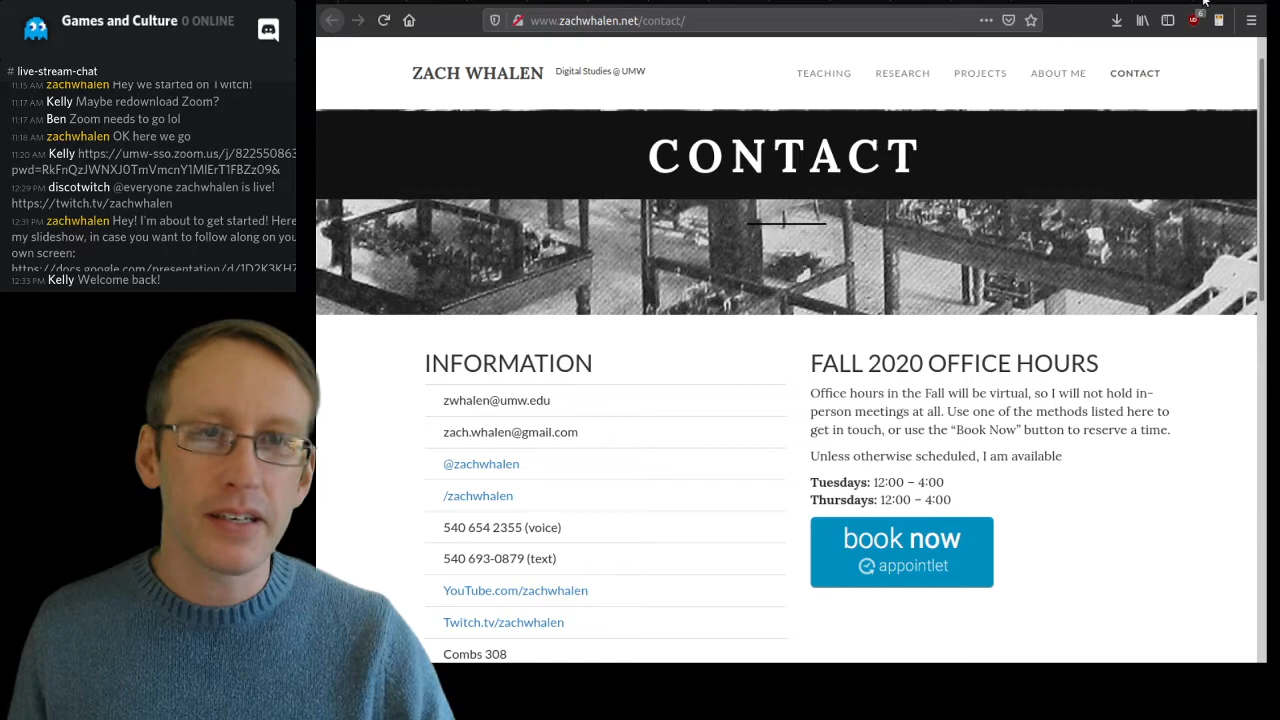 Games and Culture 0 ONLINE
# live-stream-chat
11:15 AM zachwhalen Hey we started on Twitch!
11:17 AM Kelly Maybe redownload Zoom?
11:17 AM Ben Zoom needs to go lol
11:18 AM zachwhalen OK here we go
11:20 AM Kelly https://umw-sso.zoom.us/j/822550863
pwd=RkFnQzJWNXJ0TmVmcnY1MlErT1FBZz09&
12:29 PM discotwitch @everyone zachwhalen is live!
https://twitch.tv/zachwhalen
12:31 PM zachwhalen Hey! I'm about to get started! Here
my slideshow, in case you want to follow along on you
own screen:
https://docs.google.com/presentation/d/1D2K3KHZ
12:33 PM Kelly Welcome back!
www.zachwhalen.net/contact/
6
ZACH WHALEN Digital Studies @ UMW
TEACHING RESEARCH PROJECTS ABOUT ME CONTACT
CONTACT
INFORMATION
zwhalen@umw.edu
zach.whalen@gmail.com
@zachwhalen
/zachwhalen
540 654 2355 (voice)
540 693-0879 (text)
YouTube.com/zachwhalen
Twitch.tv/zachwhalen
Combs 308
FALL 2020 OFFICE HOURS
Office hours in the Fall will be virtual, so I will not hold in-
person meetings at all. Use one of the methods listed here to
get in touch, or use the “Book Now” button to reserve a time.
Unless otherwise scheduled, I am available
Tuesdays: 12:00 – 4:00
Thursdays: 12:00 – 4:00
book now
appointlet